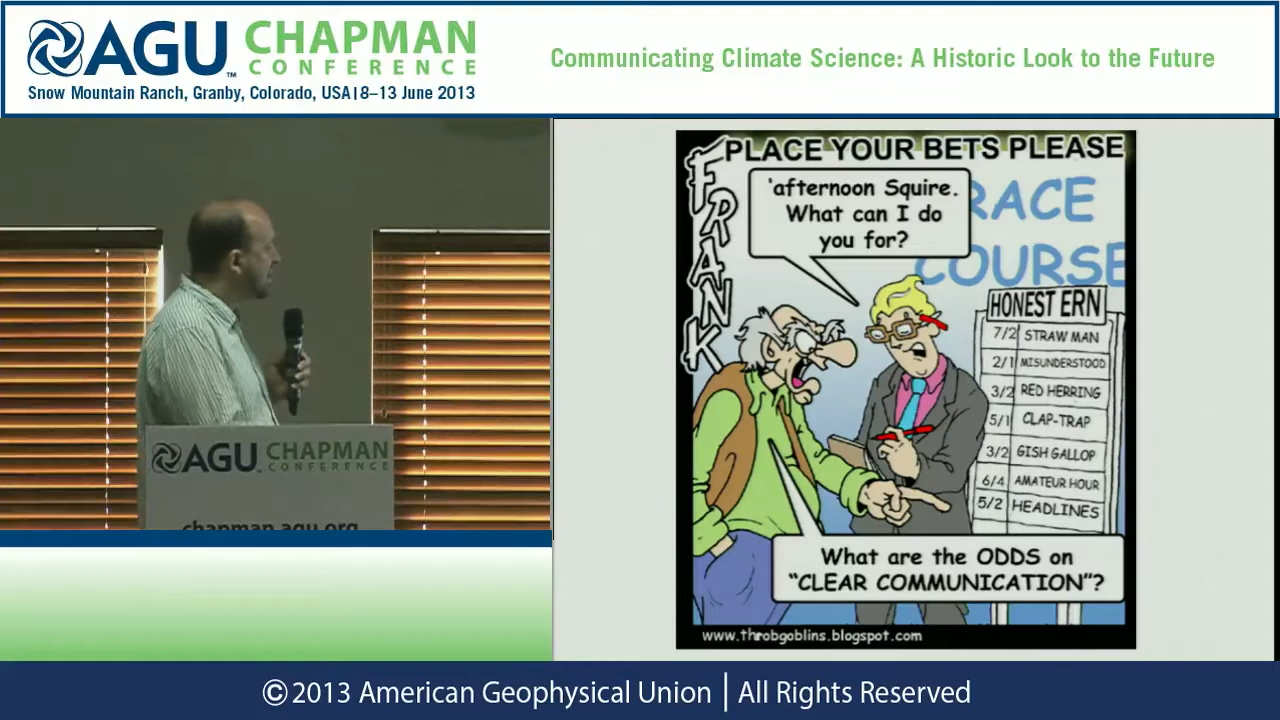 AGU CHAPMAN
CONFERENCE
Snow Mountain Ranch, Granby, Colorado, USA|8–13 June 2013
Communicating Climate Science: A Historic Look to the Future
AGU CHAPMAN
CONFERENCE
chapman.agu.org
PLACE YOUR BETS PLEASE
FRANK
'afternoon Squire.
What can I do
you for?
RACE
COURSE
HONEST ERN
7/2 STRAW MAN
2/1 MISUNDERSTOOD
3/2 RED HERRING
5/1 CLAP-TRAP
3/2 GISH GALLOP
6/4 AMATEUR HOUR
5/2 HEADLINES
What are the ODDS on
“CLEAR COMMUNICATION”?
www.throbgoblins.blogspot.com
©2013 American Geophysical Union | All Rights Reserved